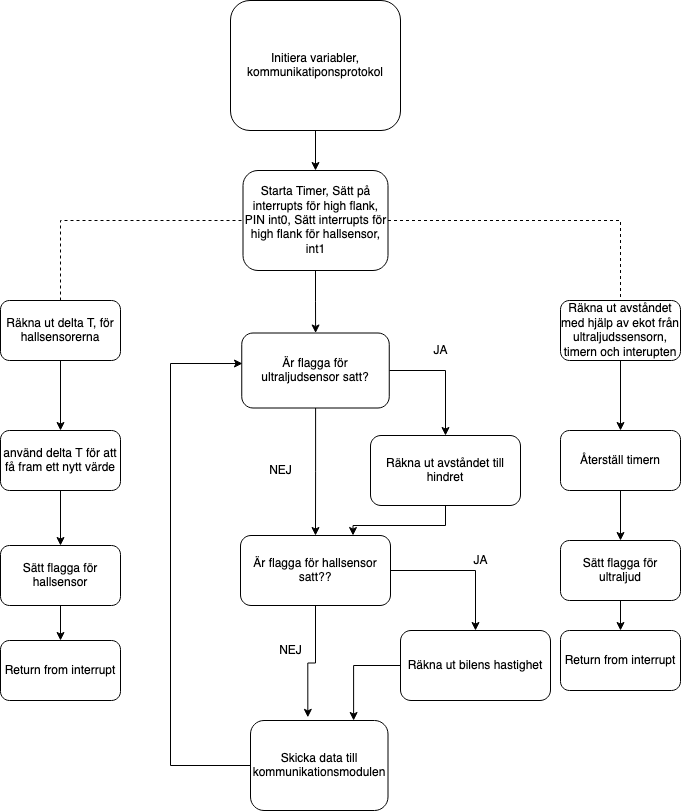 Initiera variabler,
kommunikatiponsprotokol
Starta Timer, Sätt på
interrupts för high flank,
PIN int0, Sätt interrupts för
high flank för hallsensor,
int1
Räkna ut delta T, för
hallsensorerna
Räkna ut avståndet
med hjälp av ekot från
ultraljudssensorn,
timern och interupten
Är flagga för
ultraljudsensor satt?
JA
använd delta T för att
få fram ett nytt värde
NEJ
Räkna ut avståndet till
hindret
Återställ timern
Sätt flagga för
hallsensor
Är flagga för hallsensor
satt??
JA
Sätt flagga för
ultraljud
Return from interrupt
NEJ
Räkna ut bilens hastighet
Return from interrupt
Skicka data till
kommunikationsmodulen